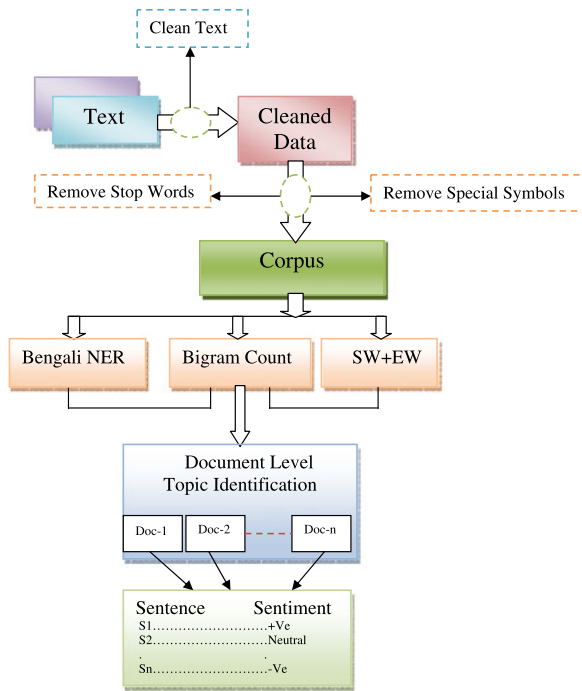 Clean Text
Text
Cleaned
Data
Remove Stop Words
Remove Special Symbols
Corpus
Bengali NER
Bigram Count
SW+EW
Document Level
Topic Identification
Doc-1
Doc-2
Doc-n
Sentence Sentiment
S1............................+Ve
S2............................Neutral
. .
Sn............................-Ve